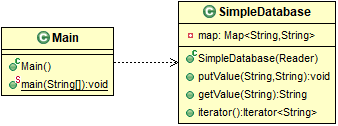 Main
Main()
main(String[]):void
SimpleDatabase
map: Map<String,String>
SimpleDatabase(Reader)
putValue(String,String):void
getValue(String):String
iterator():Iterator<String>